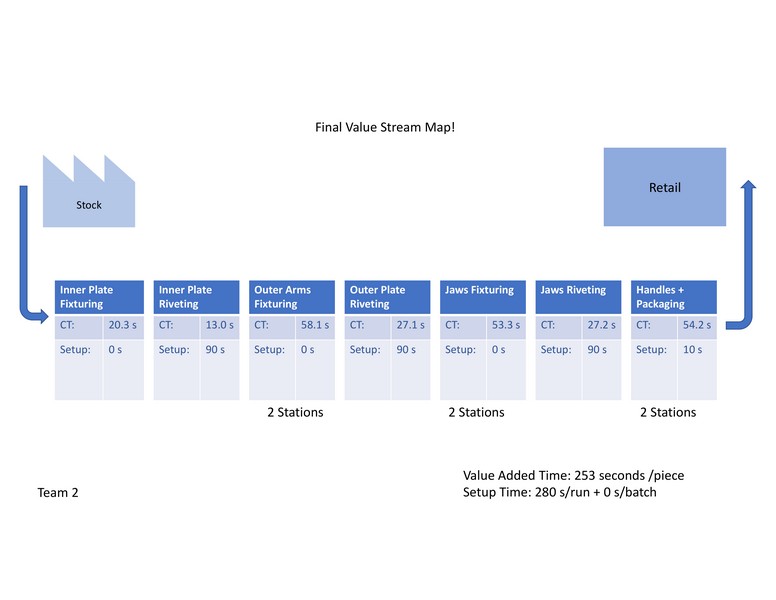 Final Value Stream Map!
Stock
Retail
Inner Plate
Fixturing
CT: 20.3 s
Setup: 0 s
Inner Plate
Riveting
CT: 13.0 s
Setup: 90 s
Outer Arms
Fixturing
CT: 58.1 s
Setup: 0 s
2 Stations
Outer Plate
Riveting
CT: 27.1 s
Setup: 90 s
Jaws Fixturing
CT: 53.3 s
Setup: 0 s
2 Stations
Jaws Riveting
CT: 27.2 s
Setup: 90 s
Handles +
Packaging
CT: 54.2 s
Setup: 10 s
2 Stations
Value Added Time: 253 seconds /piece
Setup Time: 280 s/run + 0 s/batch
Team 2